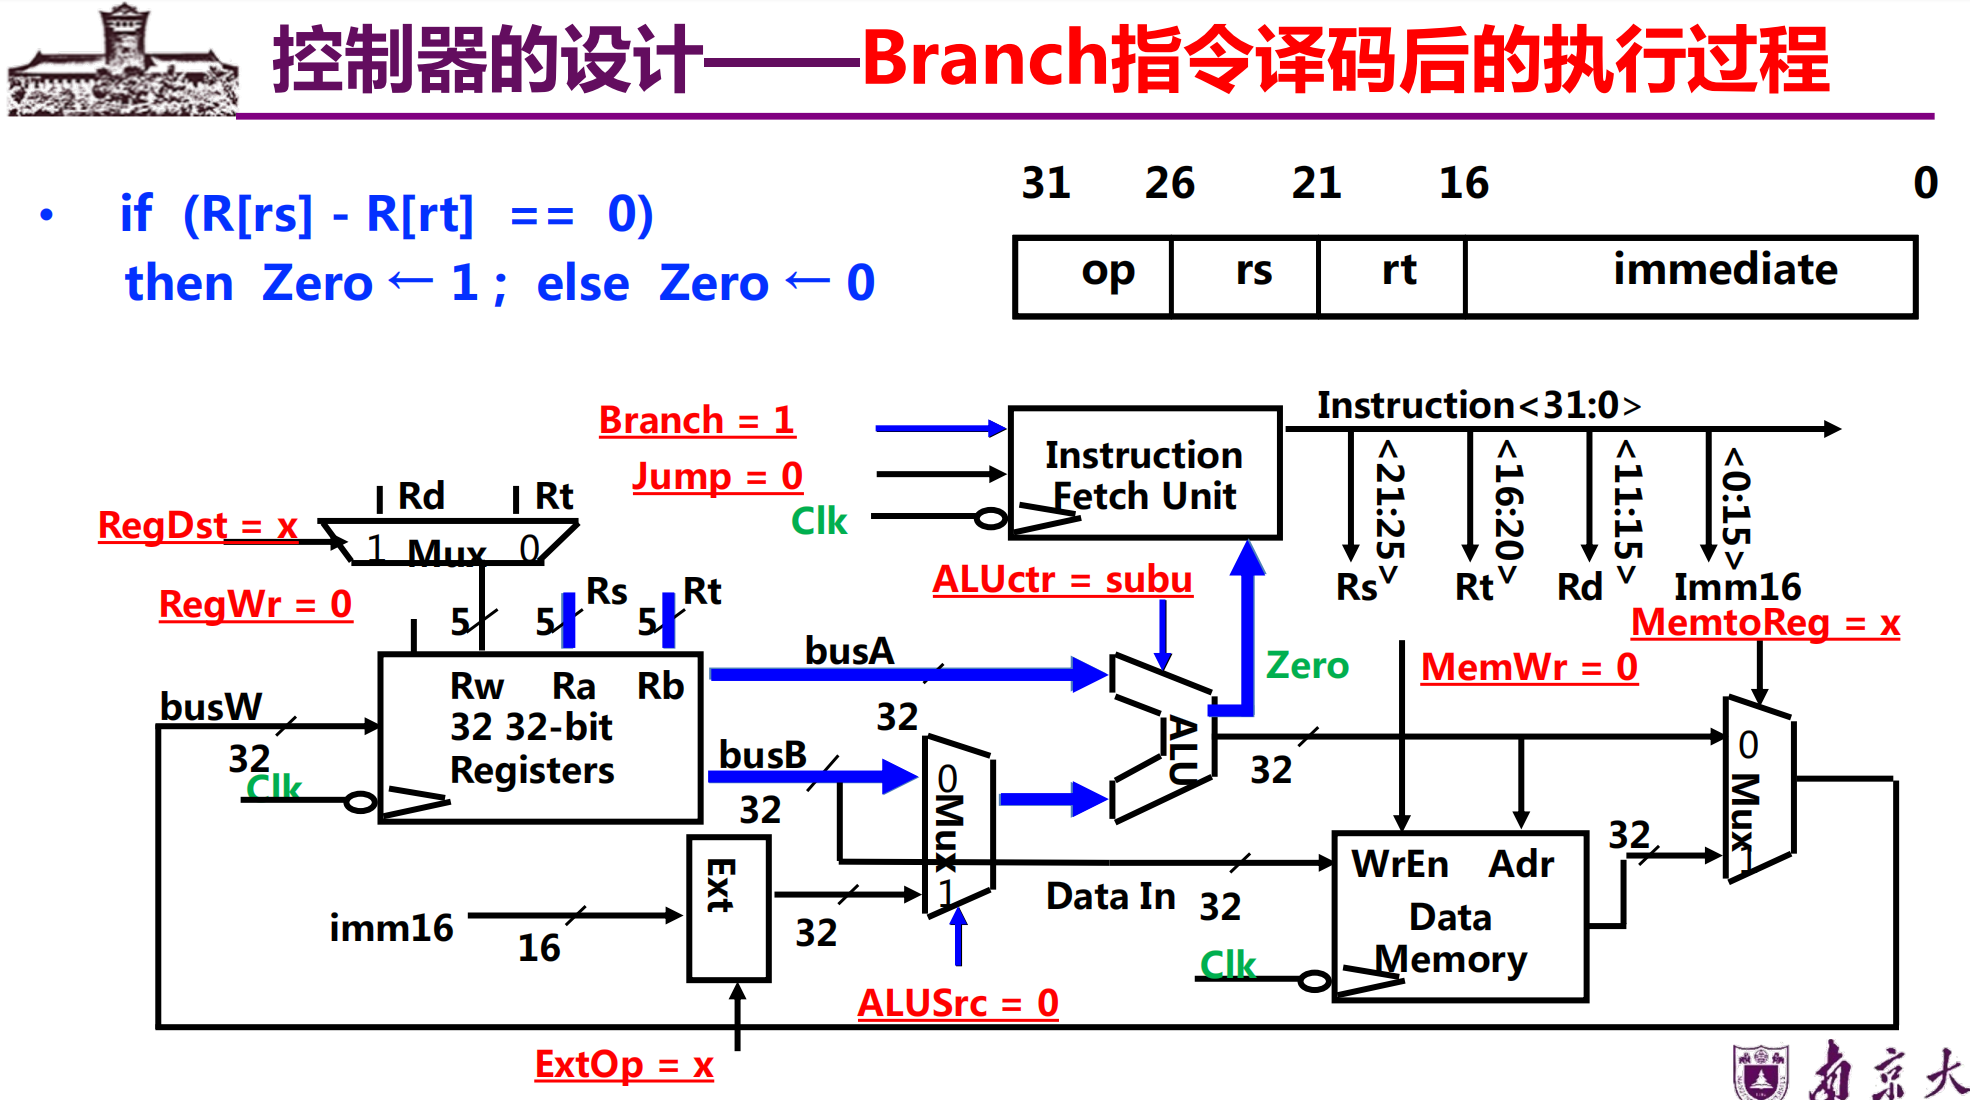 控制器的设计——Branch指令译码后的执行过程
31 26 21 16 0
• if (R[rs] - R[rt] == 0)
then Zero ← 1 ; else Zero ← 0
op rs rt immediate
Branch = 1
Instruction<31:0>
Jump = 0
Instruction
Fetch Unit
Clk
<21:25>
<16:20>
<11:15>
<0:15>
Rs Rt Rd Imm16
Rd Rt
RegDst = x
1 Mux 0
RegWr = 0
5 5 Rs 5 Rt
ALUctr = subu
Zero
MemWr = 0
MemtoReg = x
busA
32
busW
32
Clk
Rw Ra Rb
32 32-bit
Registers
busB
32
0
Mux
1
ALU
32
0
Mux
1
Ext
imm16
16
32
Data In
32
WrEn Adr
Data
Memory
32
Clk
ALUSrc = 0
ExtOp = x
南京大